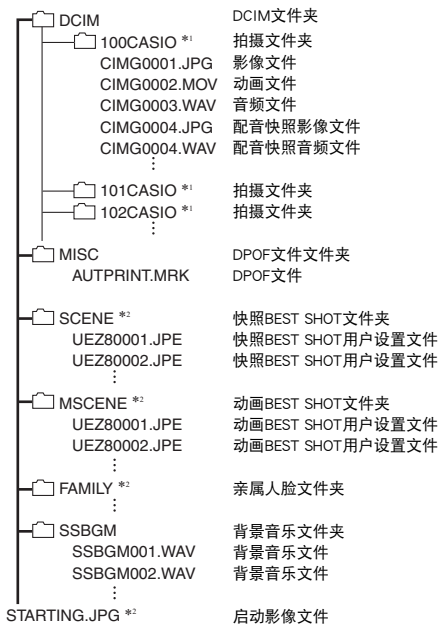 DCIM DCIM文件夹
100CASIO *1 拍摄文件夹
CIMG0001.JPG 影像文件
CIMG0002.MOV 动画文件
CIMG0003.WAV 音频文件
CIMG0004.JPG 配音快照影像文件
CIMG0004.WAV 配音快照音频文件
101CASIO *1 拍摄文件夹
102CASIO *1 拍摄文件夹
MISC DPOF文件文件夹
AUTPRINT.MRK DPOF文件
SCENE *2 快照BEST SHOT文件夹
UEZ80001.JPE 快照BEST SHOT用户设置文件
UEZ80002.JPE 快照BEST SHOT用户设置文件
MSCENE *2 动画BEST SHOT文件夹
UEZ80001.JPE 动画BEST SHOT用户设置文件
UEZ80002.JPE 动画BEST SHOT用户设置文件
FAMILY *2 亲属人脸文件夹
SSBGM 背景音乐文件夹
SSBGM001.WAV 背景音乐文件
SSBGM002.WAV 背景音乐文件
STARTING.JPG *2 启动影像文件